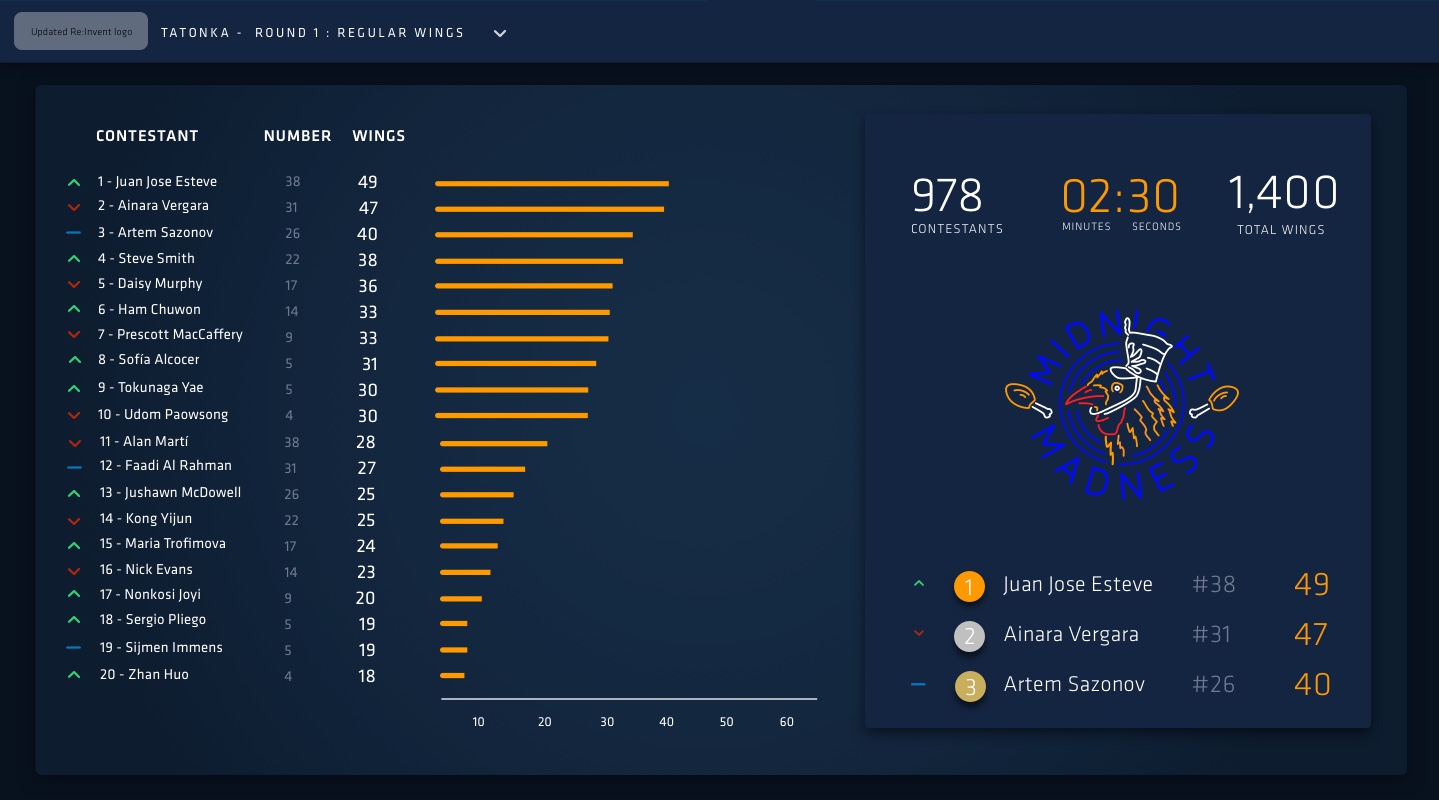 Updated Re:Invent logo
TATONKA - ROUND 1 : REGULAR WINGS
CONTESTANT NUMBER WINGS
1 - Juan Jose Esteve 38 49
2 - Ainara Vergara 31 47
3 - Artem Sazonov 26 40
4 - Steve Smith 22 38
5 - Daisy Murphy 17 36
6 - Ham Chuwon 14 33
7 - Prescott MacCaffery 9 33
8 - Sofía Alcocer 5 31
9 - Tokunaga Yae 5 30
10 - Udom Paowsong 4 30
11 - Alan Martí 38 28
12 - Faadi Al Rahman 31 27
13 - Jushawn McDowell 26 25
14 - Kong Yijun 22 25
15 - Maria Trofimova 17 24
16 - Nick Evans 14 23
17 - Nonkosi Joyi 9 20
18 - Sergio Pliego 5 19
19 - Sijmen Immens 5 19
20 - Zhan Huo 4 18
10 20 30 40 50 60
978 02:30 1,400
CONTESTANTS MINUTES SECONDS TOTAL WINGS
MIDNIGHT
MADNESS
1 Juan Jose Esteve #38 49
2 Ainara Vergara #31 47
3 Artem Sazonov #26 40